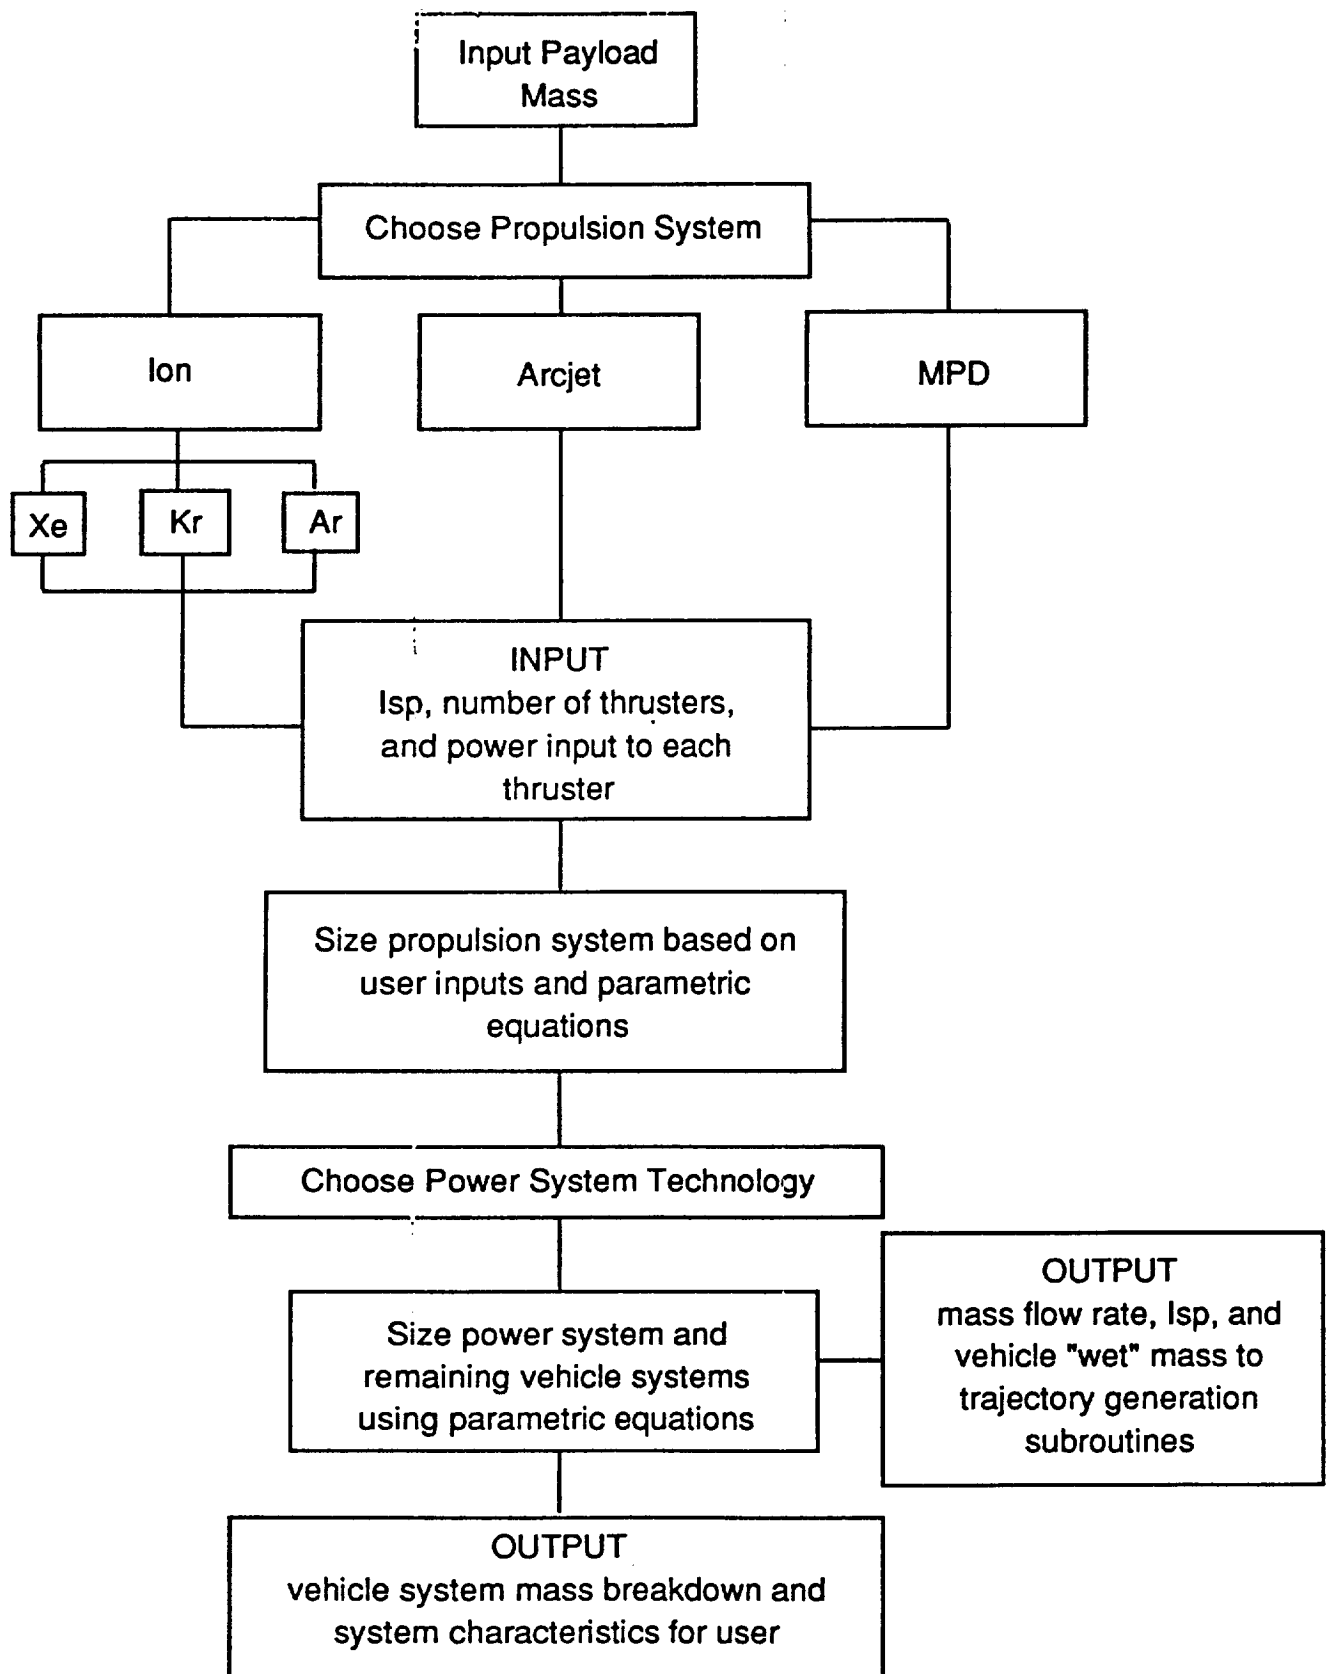 Input Payload
Mass
Choose Propulsion System
Ion
Arcjet
MPD
Xe
Kr
Ar
INPUT
Isp, number of thrusters,
and power input to each
thruster
Size propulsion system based on
user inputs and parametric
equations
Choose Power System Technology
Size power system and
remaining vehicle systems
using parametric equations
OUTPUT
mass flow rate, Isp, and
vehicle "wet" mass to
trajectory generation
subroutines
OUTPUT
vehicle system mass breakdown and
system characteristics for user